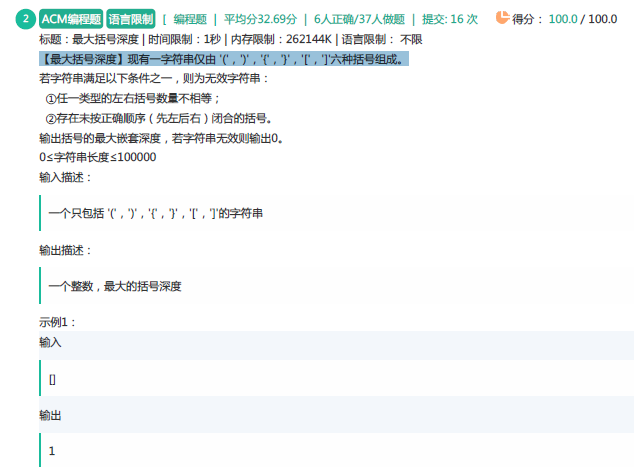 2 ACM编程题 语言限制 [ 编程题 | 平均分32.69分 | 6人正确/37人做题 | 提交: 16 次 得分： 100.0 / 100.0
标题：最大括号深度 | 时间限制：1秒 | 内存限制：262144K | 语言限制： 不限
【最大括号深度】现有一字符串仅由 '('，')'，'{'，'}'，'['，']'六种括号组成。
若字符串满足以下条件之一，则为无效字符串：
①任一类型的左右括号数量不相等；
②存在未按正确顺序（先左后右）闭合的括号。
输出括号的最大嵌套深度，若字符串无效则输出0。
0≤字符串长度≤100000
输入描述：
一个只包括 '('，')'，'{'，'}'，'['，']'的字符串
输出描述：
一个整数，最大的括号深度
示例1：
输入
[]
输出
1